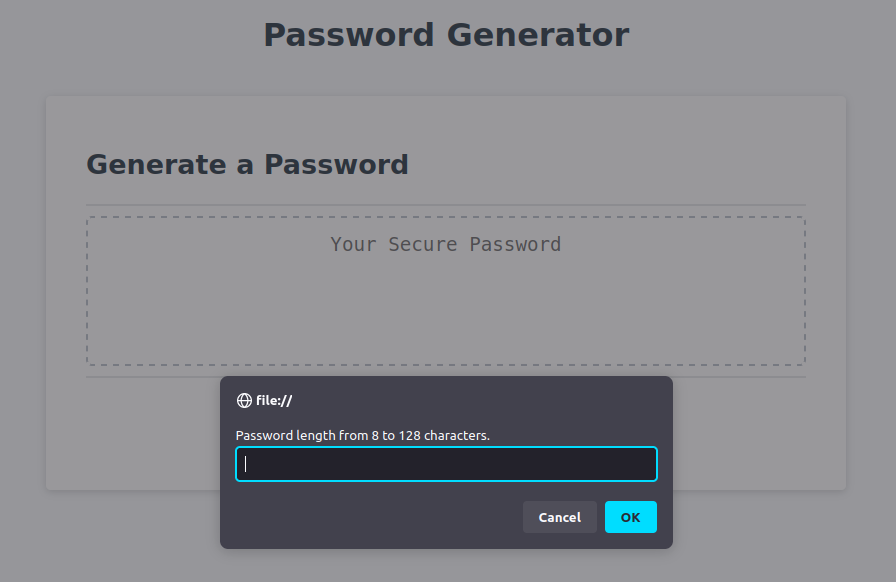 Password Generator
Generate a Password
Your Secure Password
file://
Password length from 8 to 128 characters.
Cancel
OK